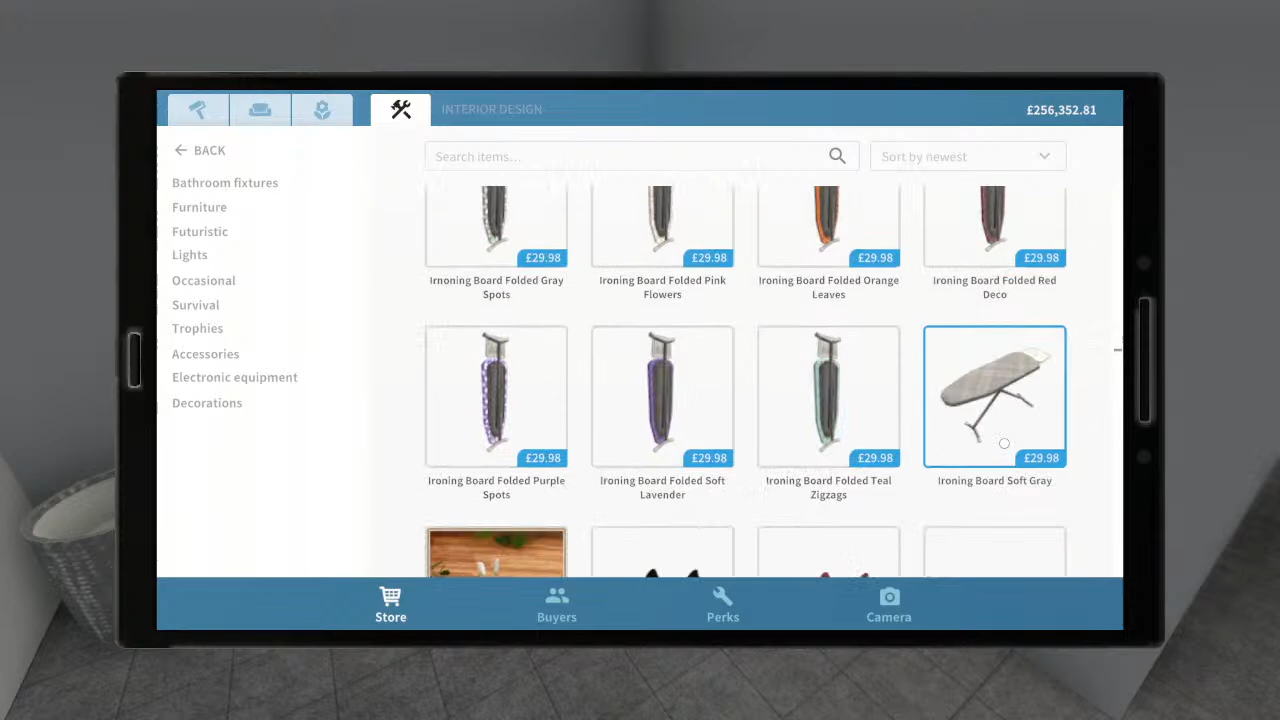 INTERIOR DESIGN
£256,352.81
BACK
Search items...
Sort by newest
Bathroom fixtures
Furniture
Futuristic
Lights
Occasional
Survival
Trophies
Accessories
Electronic equipment
Decorations
£29.98
£29.98
£29.98
£29.98
Irnoning Board Folded Gray
Spots
Ironing Board Folded Pink
Flowers
Ironing Board Folded Orange
Leaves
Ironing Board Folded Red
Deco
£29.98
£29.98
£29.98
£29.98
Ironing Board Folded Purple
Spots
Ironing Board Folded Soft
Lavender
Ironing Board Folded Teal
Zigzags
Ironing Board Soft Gray
Store
Buyers
Perks
Camera